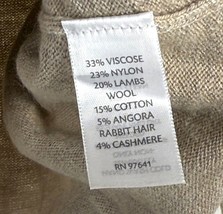 33% VISCOSE
23% NYLON
20% LAMBS
WOOL
15% COTTON
5% ANGORA
RABBIT HAIR
4% CASHMERE
RN 97641